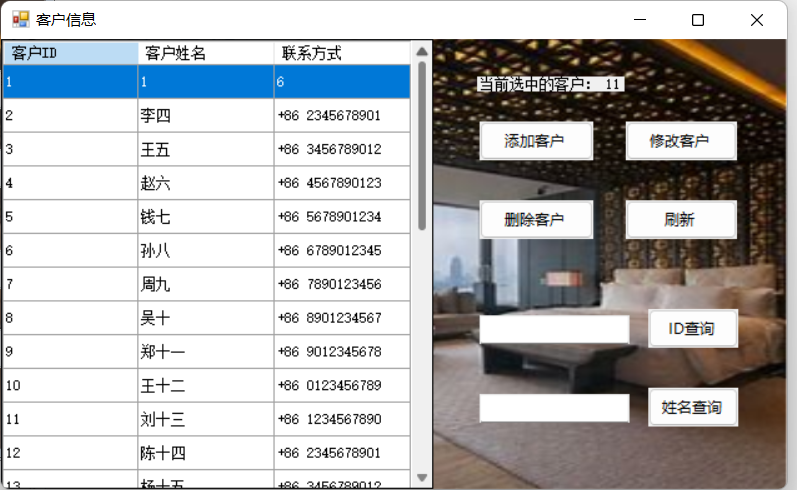 客户信息
客户ID 客户姓名 联系方式
1 1 6
2 李四 +86 2345678901
3 王五 +86 3456789012
4 赵六 +86 4567890123
5 钱七 +86 5678901234
6 孙八 +86 6789012345
7 周九 +86 7890123456
8 吴十 +86 8901234567
9 郑十一 +86 9012345678
10 王十二 +86 0123456789
11 刘十三 +86 1234567890
12 陈十四 +86 2345678901
13 杨十五 +86 3456789012
当前选中的客户： 11
添加客户 修改客户
删除客户 刷新
ID查询
姓名查询